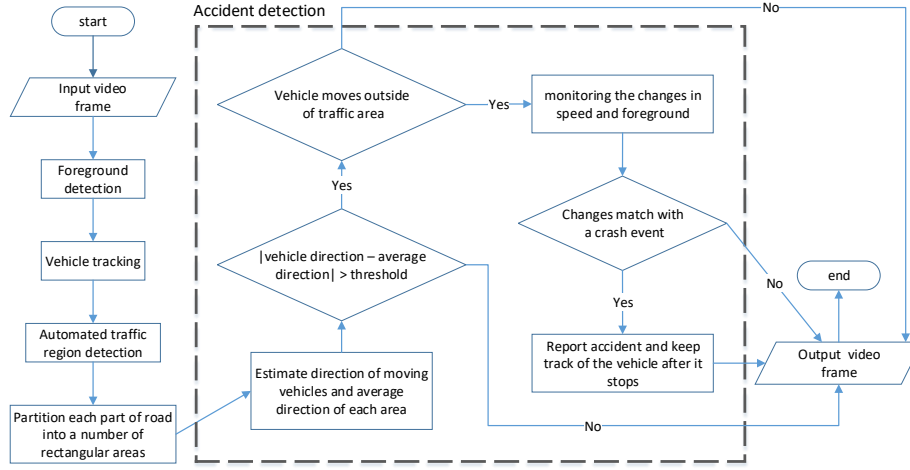 Accident detection
start
Input video
frame
Foreground
detection
Vehicle tracking
Automated traffic
region detection
Partition each part of road
into a number of
rectangular areas
Estimate direction of moving
vehicles and average
direction of each area
|vehicle direction – average
direction| > threshold
Yes
No
Vehicle moves outside
of traffic area
Yes
No
monitoring the changes in
speed and foreground
Changes match with
a crash event
Yes
No
Report accident and keep
track of the vehicle after it
stops
Output video
frame
end